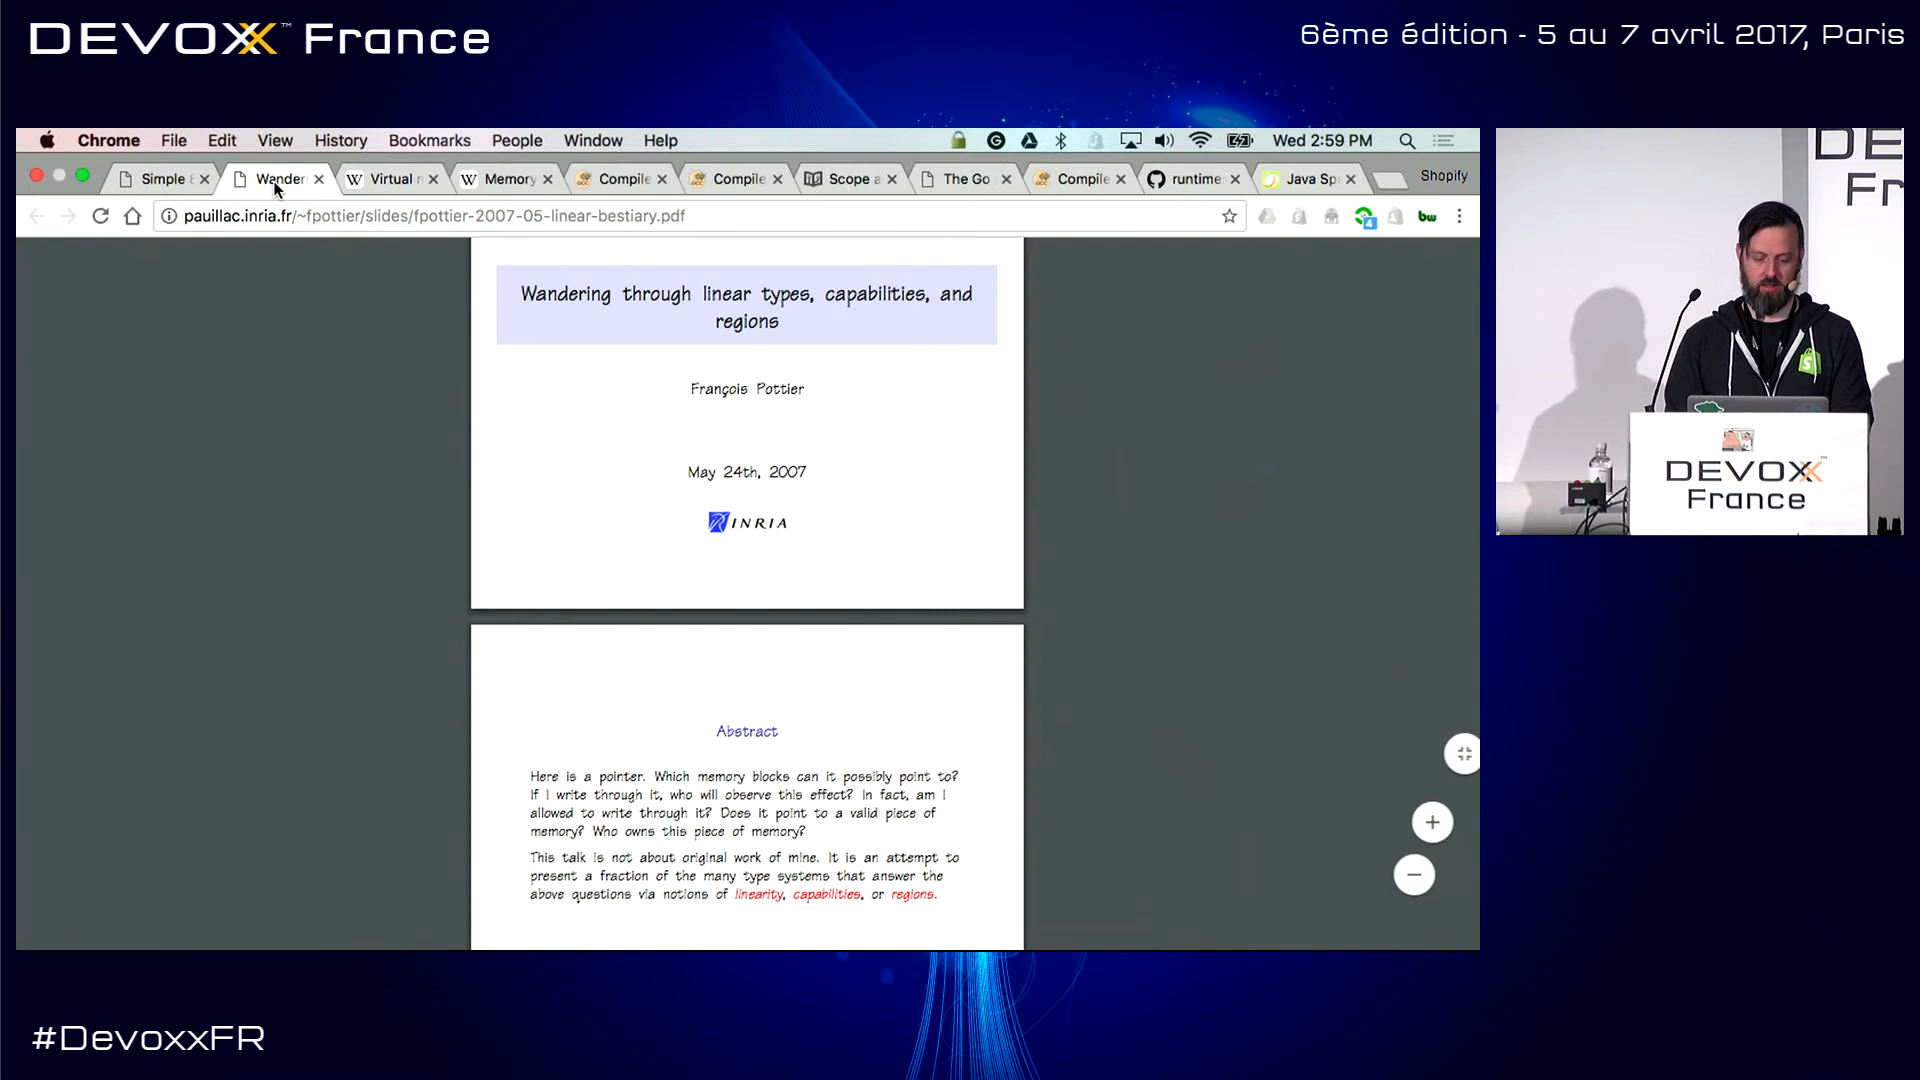 DEVOXX™ France
6ème édition - 5 au 7 avril 2017, Paris
Chrome File Edit View History Bookmarks People Window Help
Wed 2:59 PM
Simple
Wander
Virtual
Memory
Compile
Compile
Scope a
The Go
Compile
runtime
Java Sp
Shopify
pauillac.inria.fr/~fpottier/slides/fpottier-2007-05-linear-bestiary.pdf
4
bw
Wandering through linear types, capabilities, and
regions
François Pottier
May 24th, 2007
INRIA
Abstract
Here is a pointer. Which memory blocks can it possibly point to?
If I write through it, who will observe this effect? In fact, am I
allowed to write through it? Does it point to a valid piece of
memory? Who owns this piece of memory?
This talk is not about original work of mine. It is an attempt to
present a fraction of the many type systems that answer the
above questions via notions of linearity, capabilities, or regions.
DE
Fr
DEVOXX™
France
#DevoxxFR